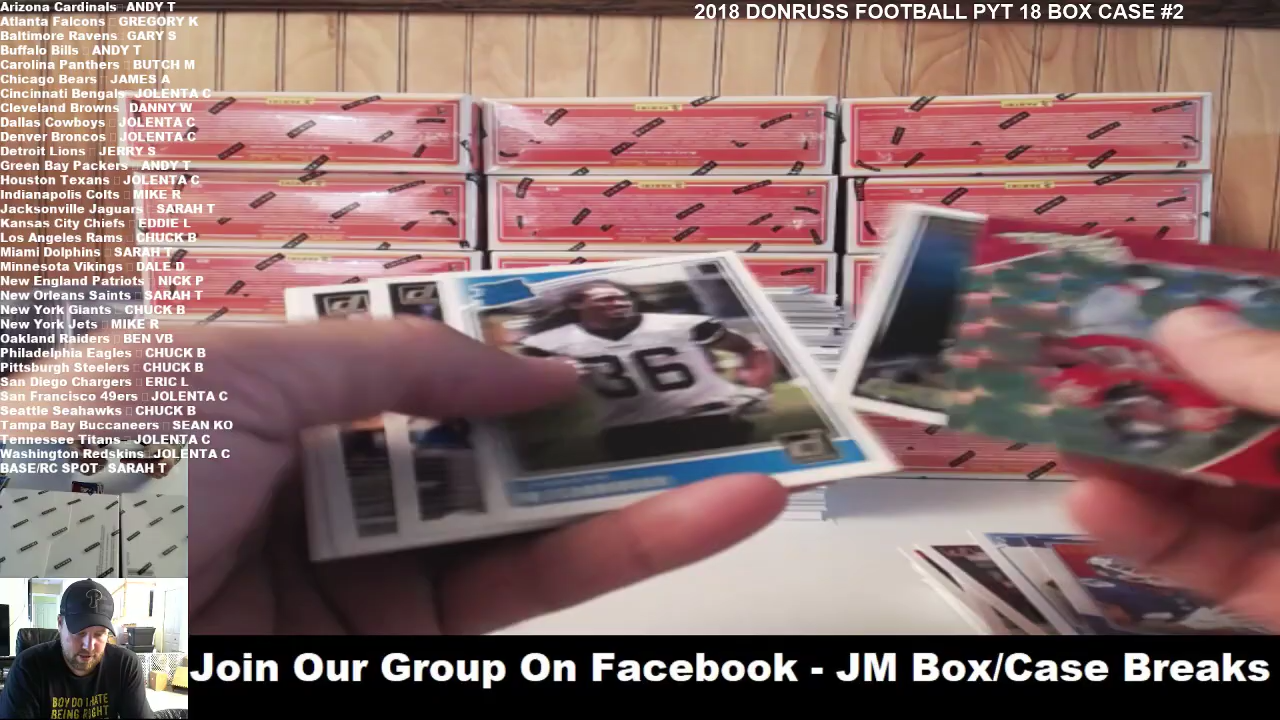 2018 DONRUSS FOOTBALL PYT 18 BOX CASE #2
Arizona Cardinals ANDY T
Atlanta Falcons GREGORY K
Baltimore Ravens GARY S
Buffalo Bills ANDY T
Carolina Panthers BUTCH M
Chicago Bears JAMES A
Cincinnati Bengals JOLENTA C
Cleveland Browns DANNY W
Dallas Cowboys JOLENTA C
Denver Broncos JOLENTA C
Detroit Lions JERRY S
Green Bay Packers ANDY T
Houston Texans JOLENTA C
Indianapolis Colts MIKE R
Jacksonville Jaguars SARAH T
Kansas City Chiefs EDDIE L
Los Angeles Rams CHUCK B
Miami Dolphins SARAH T
Minnesota Vikings DALE D
New England Patriots NICK P
New Orleans Saints SARAH T
New York Giants CHUCK B
New York Jets MIKE R
Oakland Raiders BEN VB
Philadelphia Eagles CHUCK B
Pittsburgh Steelers CHUCK B
San Diego Chargers ERIC L
San Francisco 49ers JOLENTA C
Seattle Seahawks CHUCK B
Tampa Bay Buccaneers SEAN KO
Tennessee Titans JOLENTA C
Washington Redskins JOLENTA C
BASE/RC SPOT SARAH T
36
BOY DO I HATE
BEING RIGHT
Join Our Group On Facebook - JM Box/Case Breaks